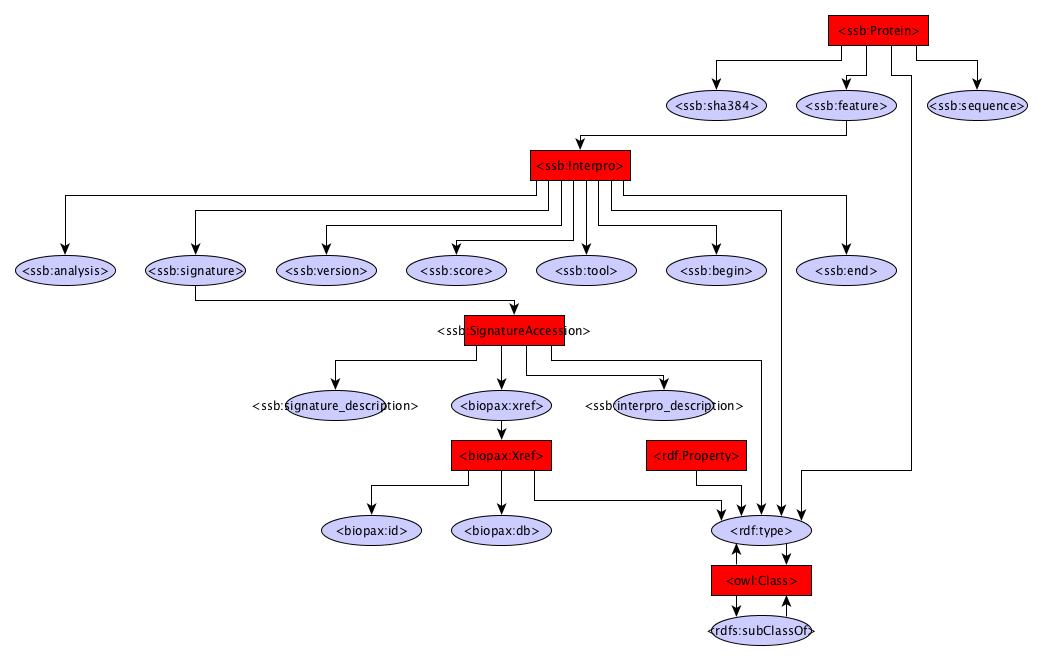 <ssb:Protein>
<ssb:sha384>
<ssb:feature>
<ssb:sequence>
<ssb:Interpro>
<ssb:analysis>
<ssb:signature>
<ssb:version>
<ssb:score>
<ssb:tool>
<ssb:begin>
<ssb:end>
<ssb:SignatureAccession>
<ssb:signature_description>
<biopax:xref>
<ssb:interpro_description>
<biopax:Xref>
<rdf:Property>
<biopax:id>
<biopax:db>
<rdf:type>
<owl:Class>
<rdfs:subClassOf>